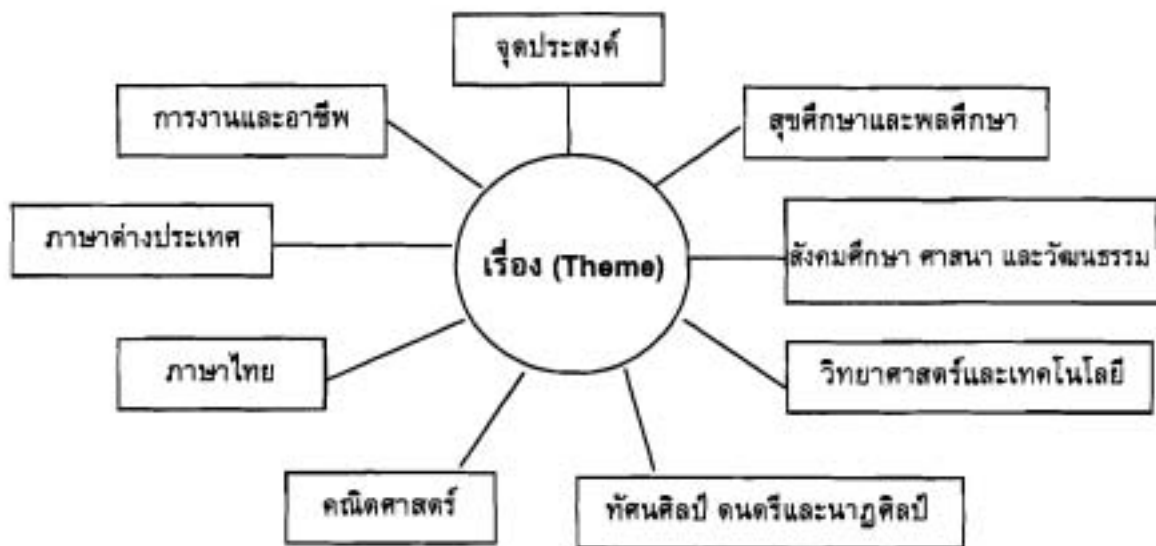 จุดประสงค์
การงานและอาชีพ
สุขศึกษาและพลศึกษา
ภาษาต่างประเทศ
เรื่อง (Theme)
สังคมศึกษา ศาสนา และวัฒนธรรม
ภาษาไทย
วิทยาศาสตร์และเทคโนโลยี
คณิตศาสตร์
ทัศนศิลป์ ดนตรีและนาฏศิลป์